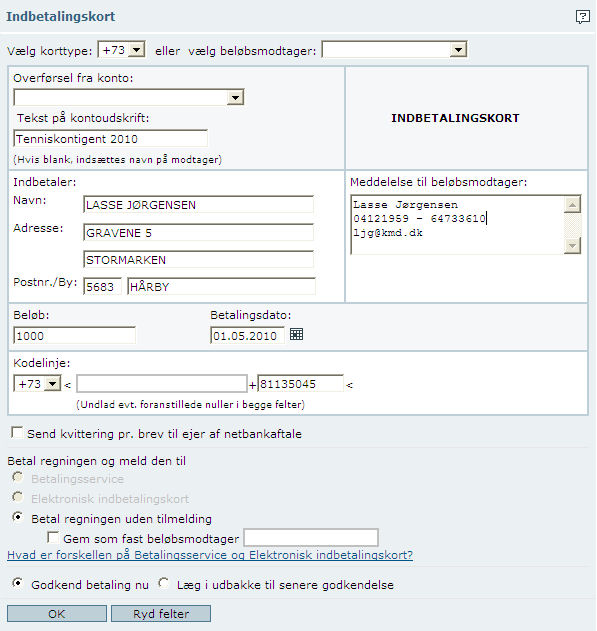 Indbetalingskort
?
Vælg korttype: +73 eller vælg beløbsmodtager:
Overførsel fra konto:
Tekst på kontoudskrift:
Tenniskontigent 2010
(Hvis blank, indsættes navn på modtager)
INDBETALINGSKORT
Indbetaler:
Navn: LASSE JØRGENSEN
Adresse: GRAVENE 5
STORMARKEN
Postnr./By: 5683 HÅRBY
Meddelelse til beløbsmodtager:
Lasse Jørgensen
04121959 - 64733610
ljg@kmd.dk
Beløb: Betalingsdato:
1000 01.05.2010
Kodelinje:
+73 < + 81135045 <
(Undlad evt. foranstillede nuller i begge felter)
Send kvittering pr. brev til ejer af netbankaftale
Betal regningen og meld den til
Betalingsservice
Elektronisk indbetalingskort
Betal regningen uden tilmelding
Gem som fast beløbsmodtager
Hvad er forskellen på Betalingsservice og Elektronisk indbetalingskort?
Godkend betaling nu Læg i udbakke til senere godkendelse
OK Ryd felter